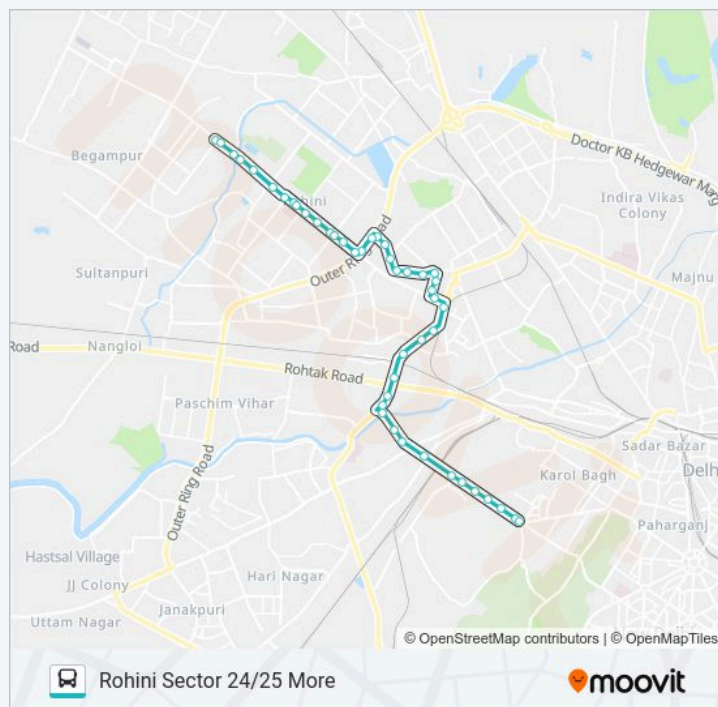 Begampur
Rohini
Doctor KB Hedgewar Marg
Indira Vikas
Colony
Majnu
Outer Ring Road
Sultanpuri
Road
Nangloi
Rohtak Road
Paschim Vihar
Outer Ring Road
Sadar Bazar
Karol Bagh
Delh
Paharganj
Hastsal Village
JJ Colony
Hari Nagar
Janakpuri
Uttam Nagar
© OpenStreetMap contributors | © OpenMapTiles
Rohini Sector 24/25 More
moovit